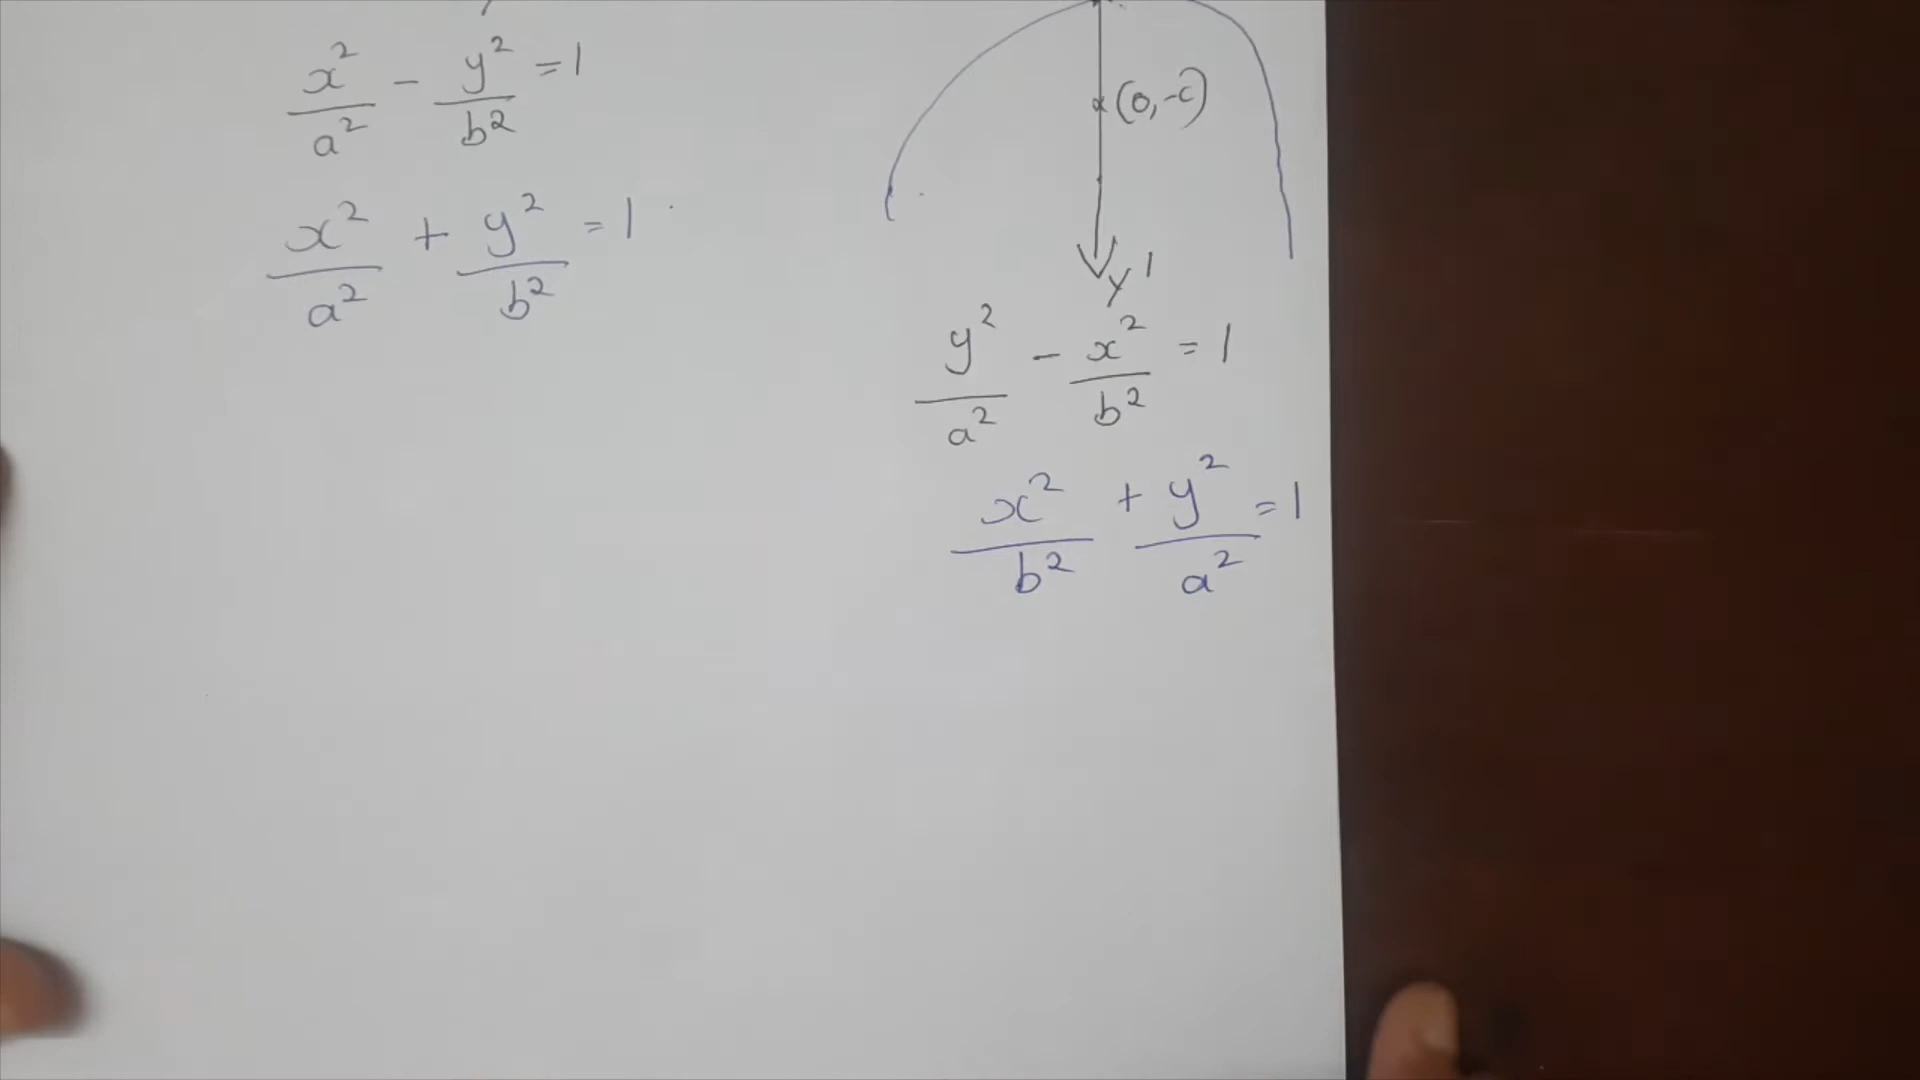 x²/a² - y²/b² = 1
x²/a² + y²/b² = 1
(0,-c)
Y'
y²/a² - x²/b² = 1
x²/b² + y²/a² = 1